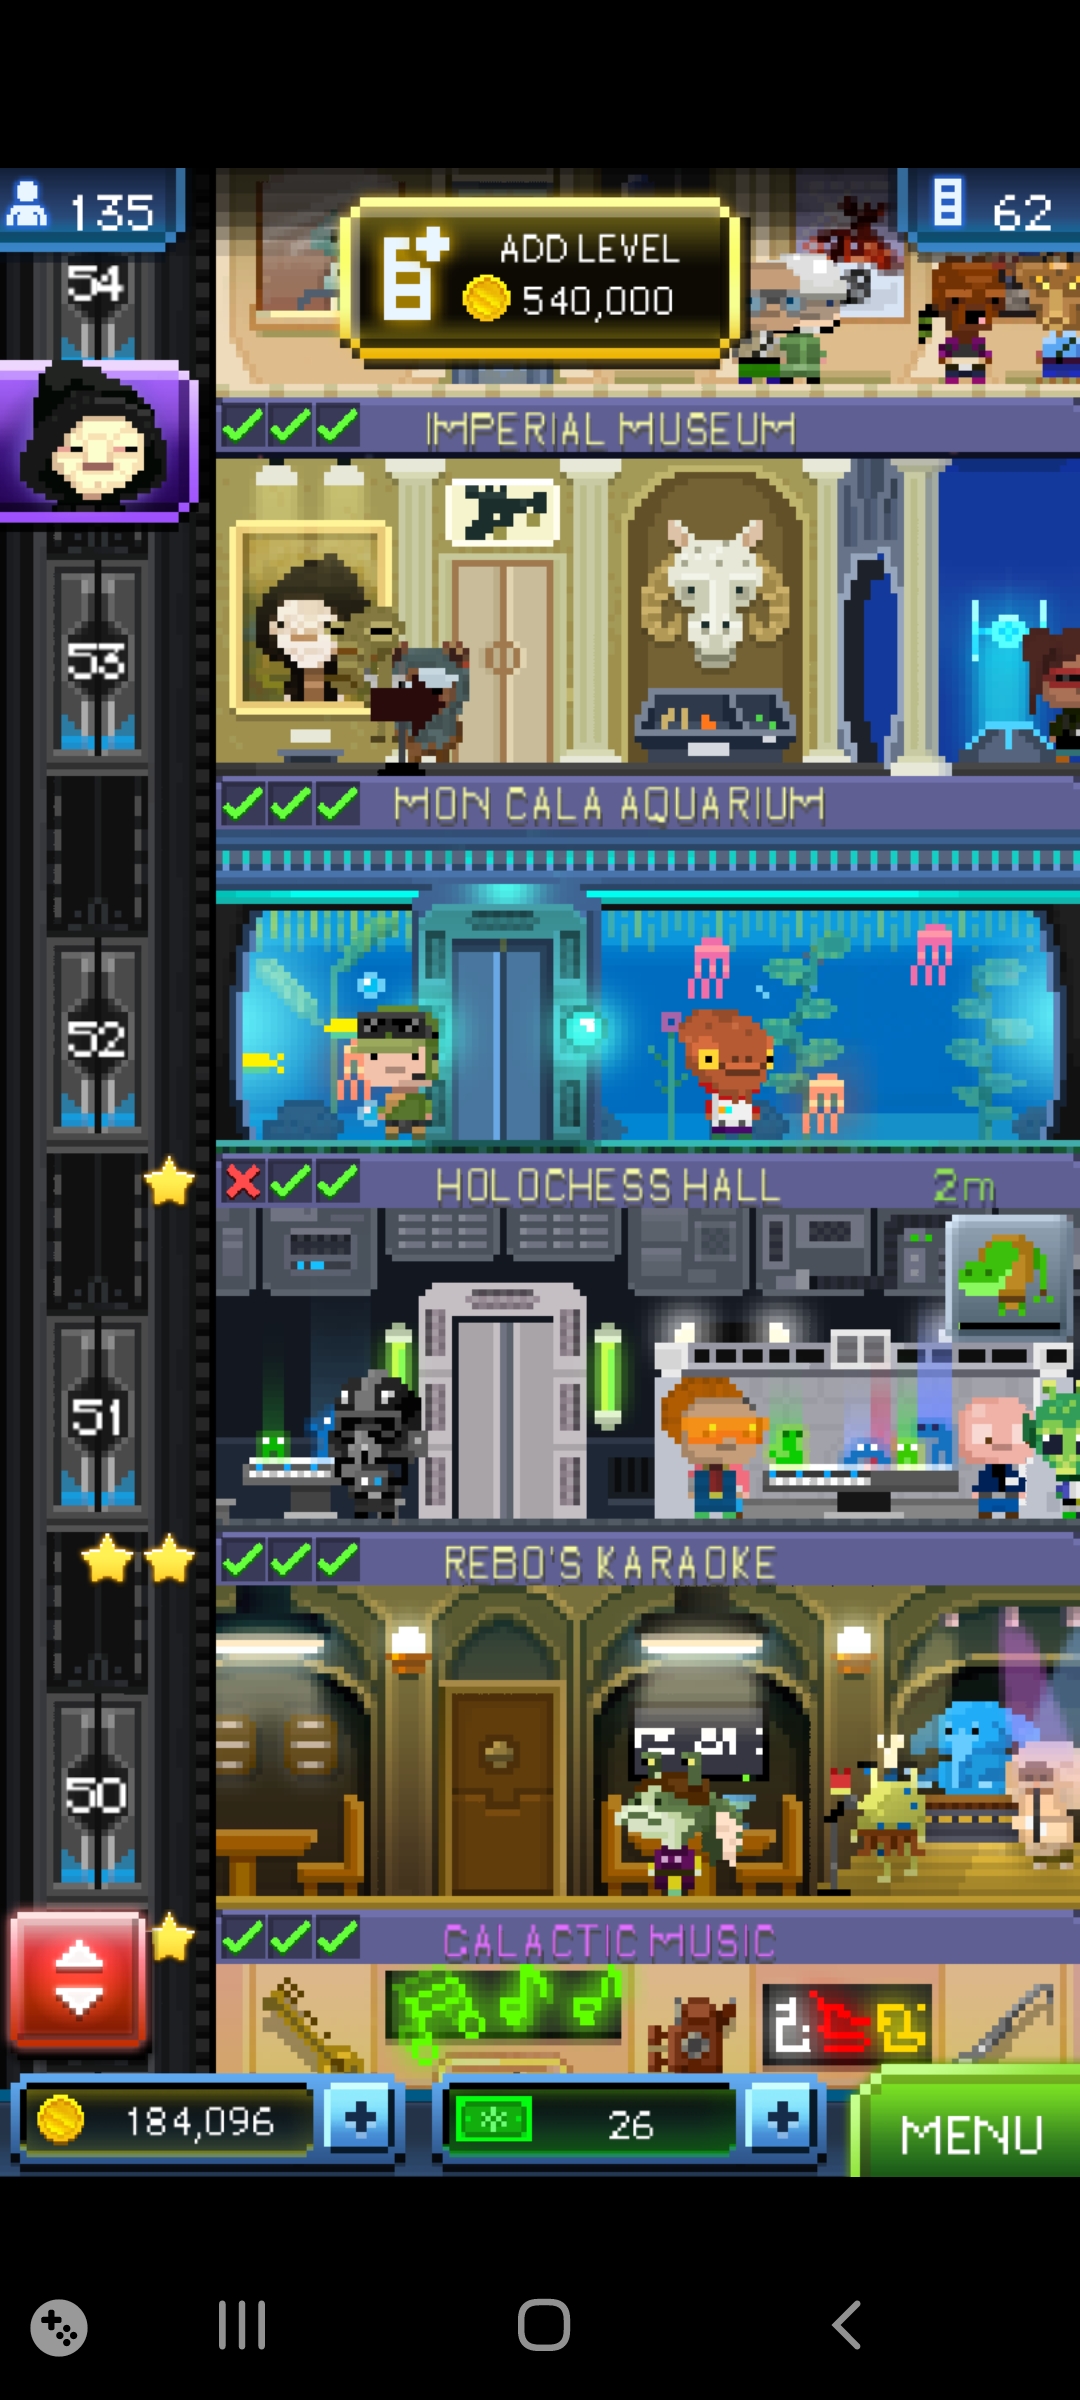 135
ADD LEVEL
540,000
62
54
IMPERIAL MUSEUM
53
MON CALA AQUARIUM
52
HOLOCHESS HALL 2m
51
REBO'S KARAOKE
50
GALACTIC MUSIC
184,096
26
MENU